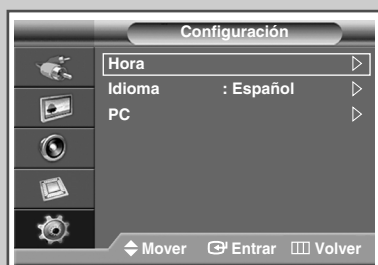 Configuración
Hora
Idioma : Español
PC
Mover Entrar Volver